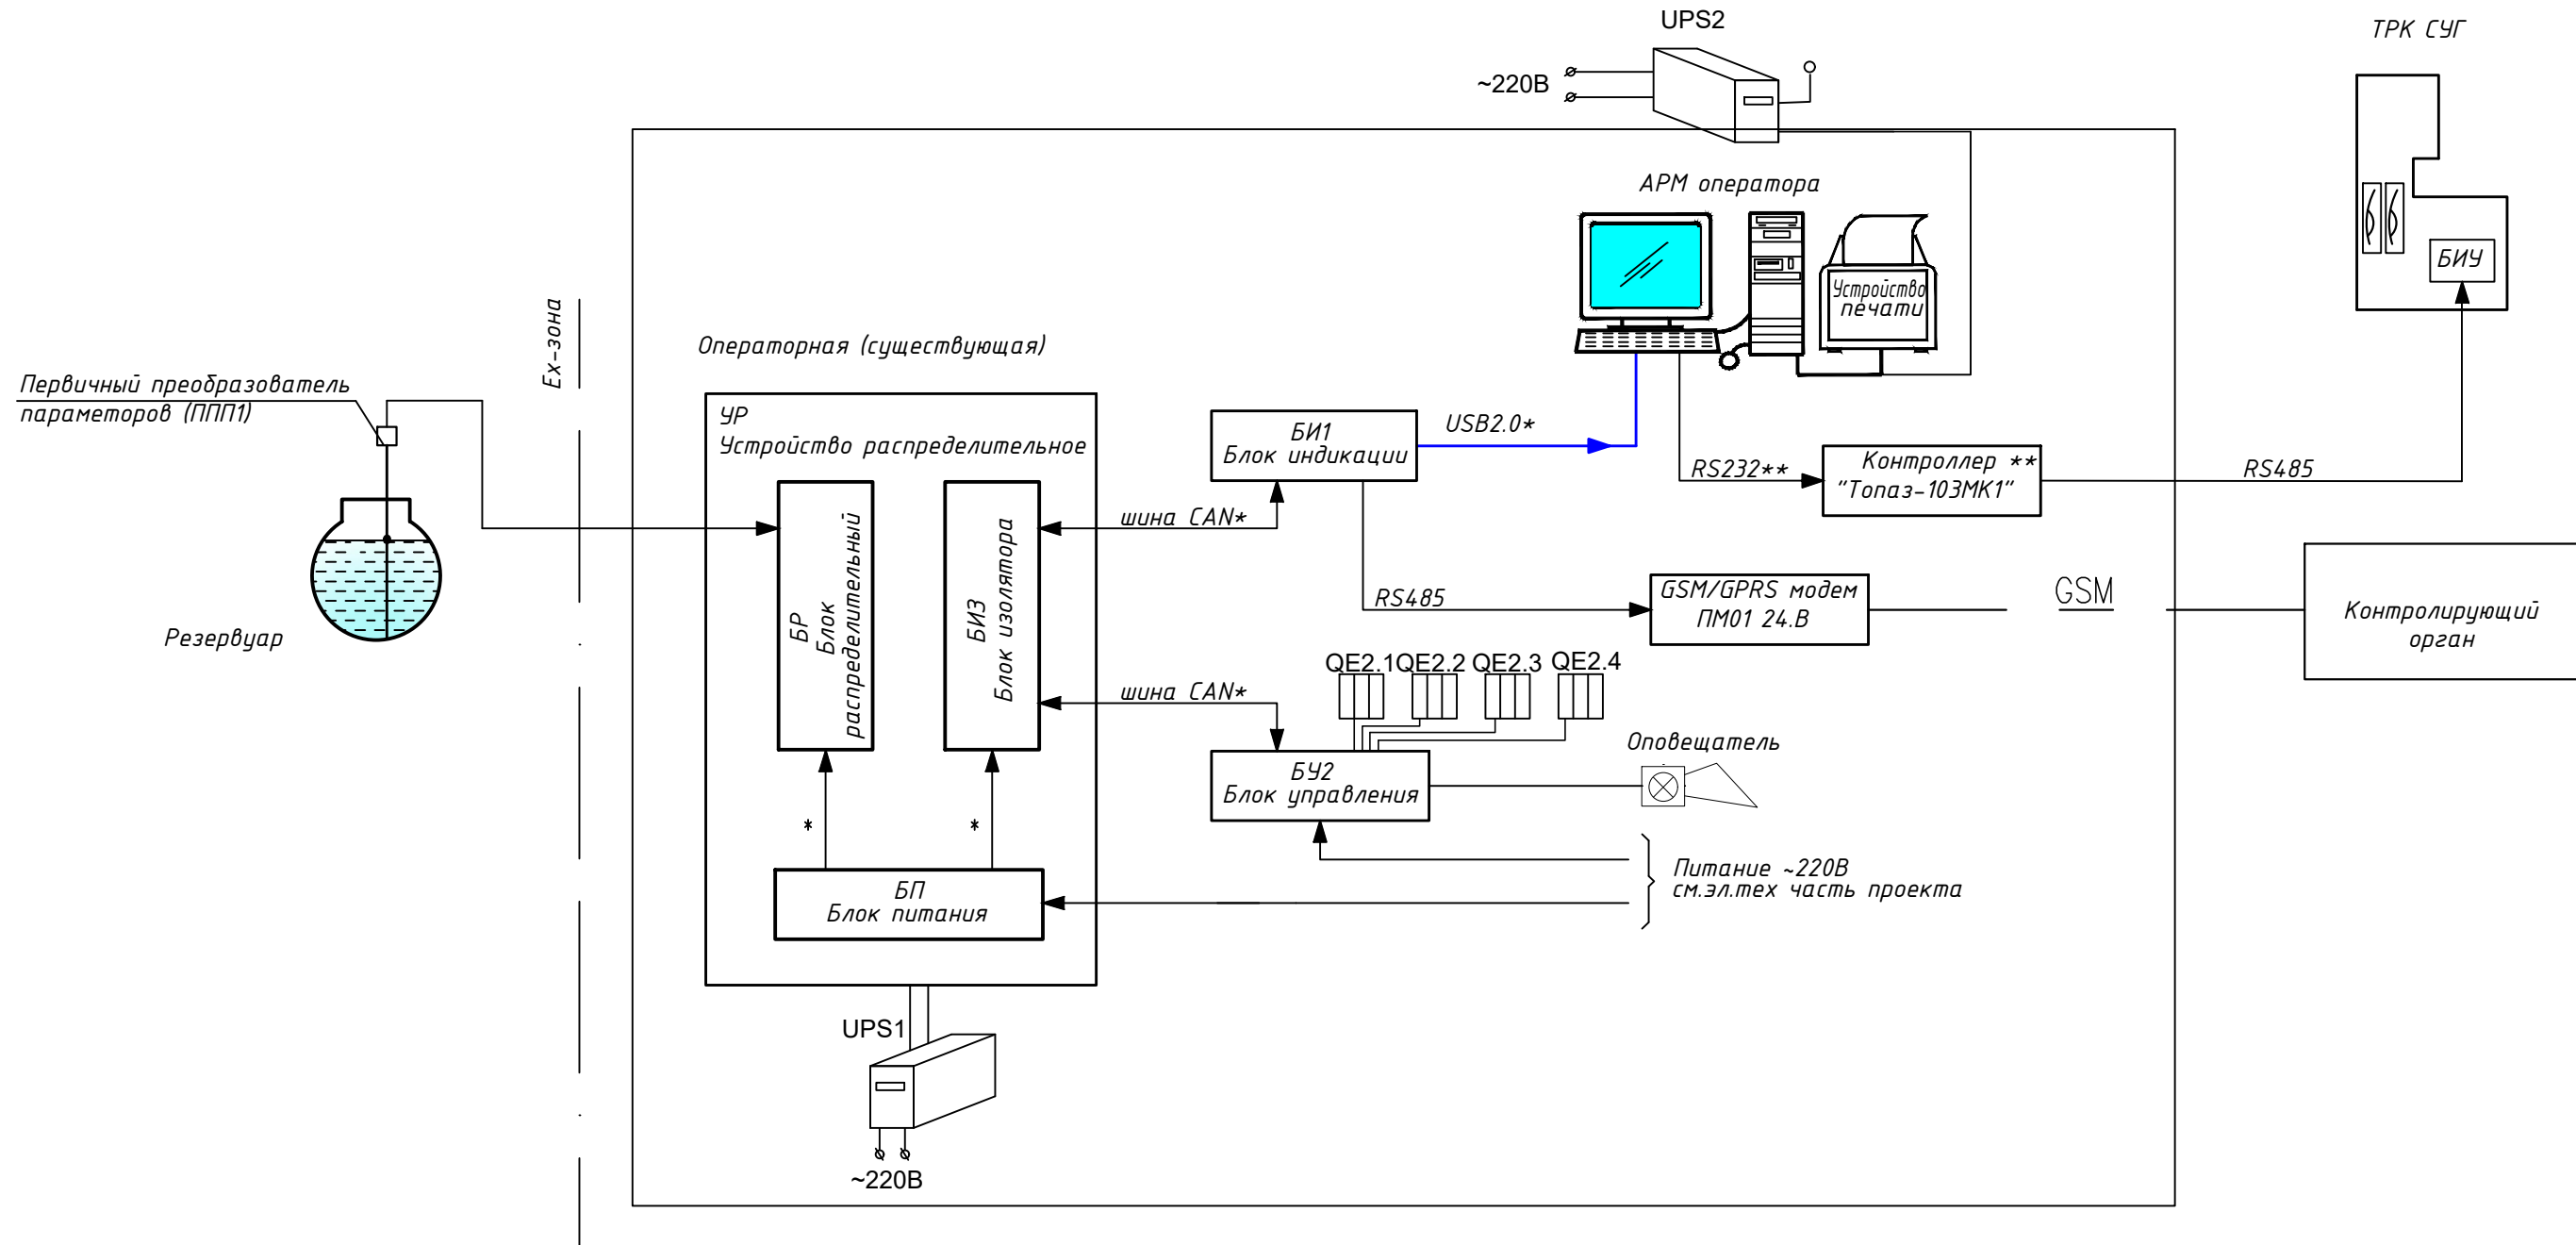 UPS2
ТРК СУГ
~220В
АРМ оператора
Устройство
печати
БИУ
Ex-зона
Операторная (существующая)
Первичный преобразователь
параметоров (ППП1)
УР
Устройство распределительное
БИ1
Блок индикации
USB2.0*
RS232**
Контроллер **
"Топаз-103МК1"
RS485
шина CAN*
БР
Блок
распределительный
БИЗ
Блок изолятора
RS485
GSM/GPRS модем
ПМ01 24.В
GSM
Контролирующий
орган
Резервуар
QE2.1
QE2.2
QE2.3
QE2.4
шина CAN*
Оповещатель
БУ2
Блок управления
*
*
Питание ~220В
см.эл.тех часть проекта
БП
Блок питания
UPS1
~220В